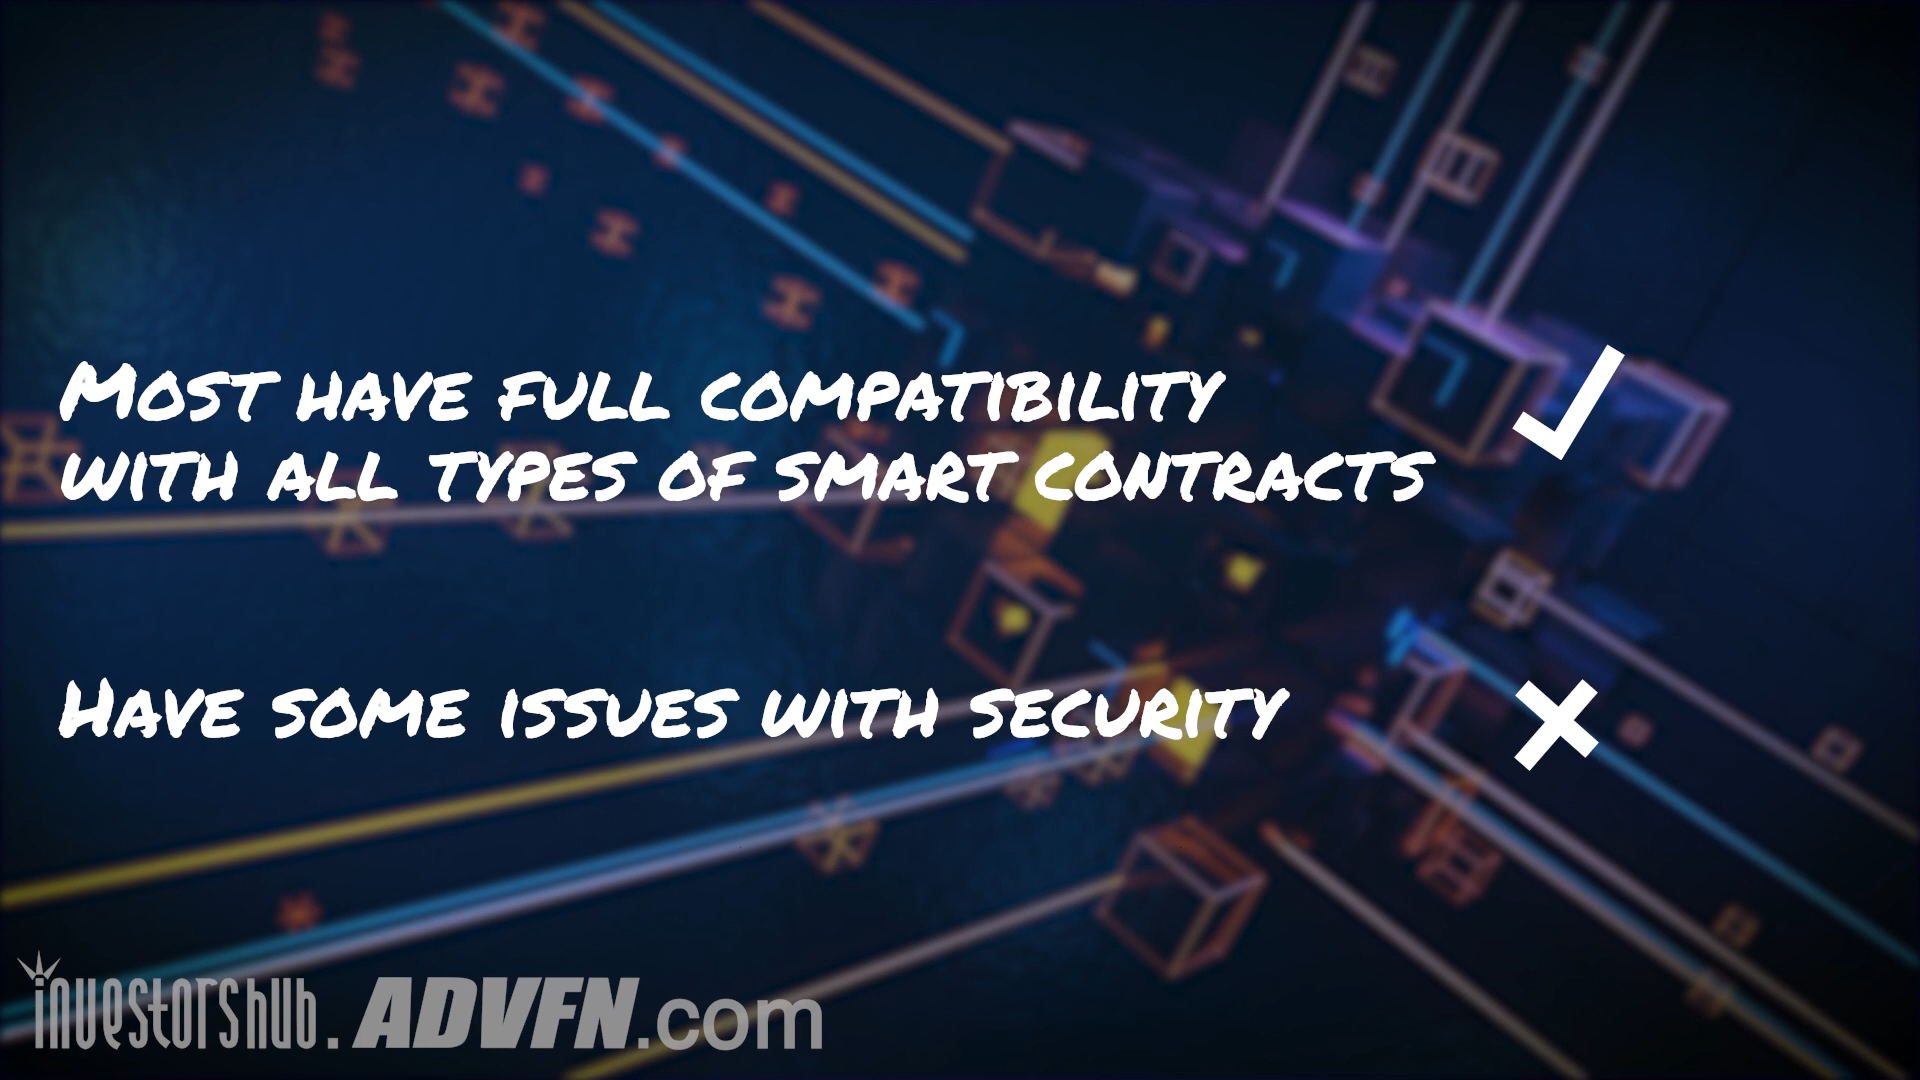 Most have full compatibility
with all types of smart contracts
Have some issues with security
investorshub.ADVFN.com